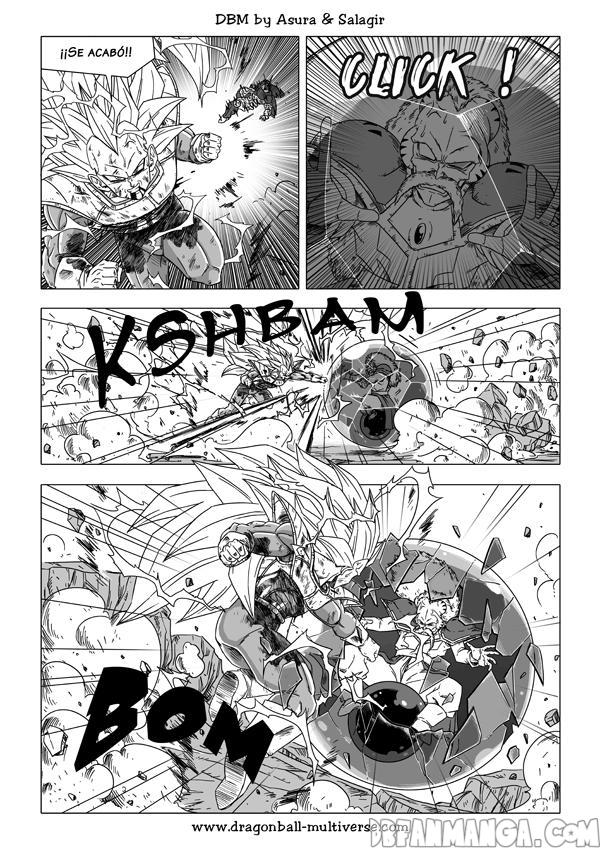 DBM by Asura & Salagir
¡¡SE ACABÓ!!
CLICK !
KSHBAM
BOM
www.dragonball-multiverse.com
DBFANMANGA.COM